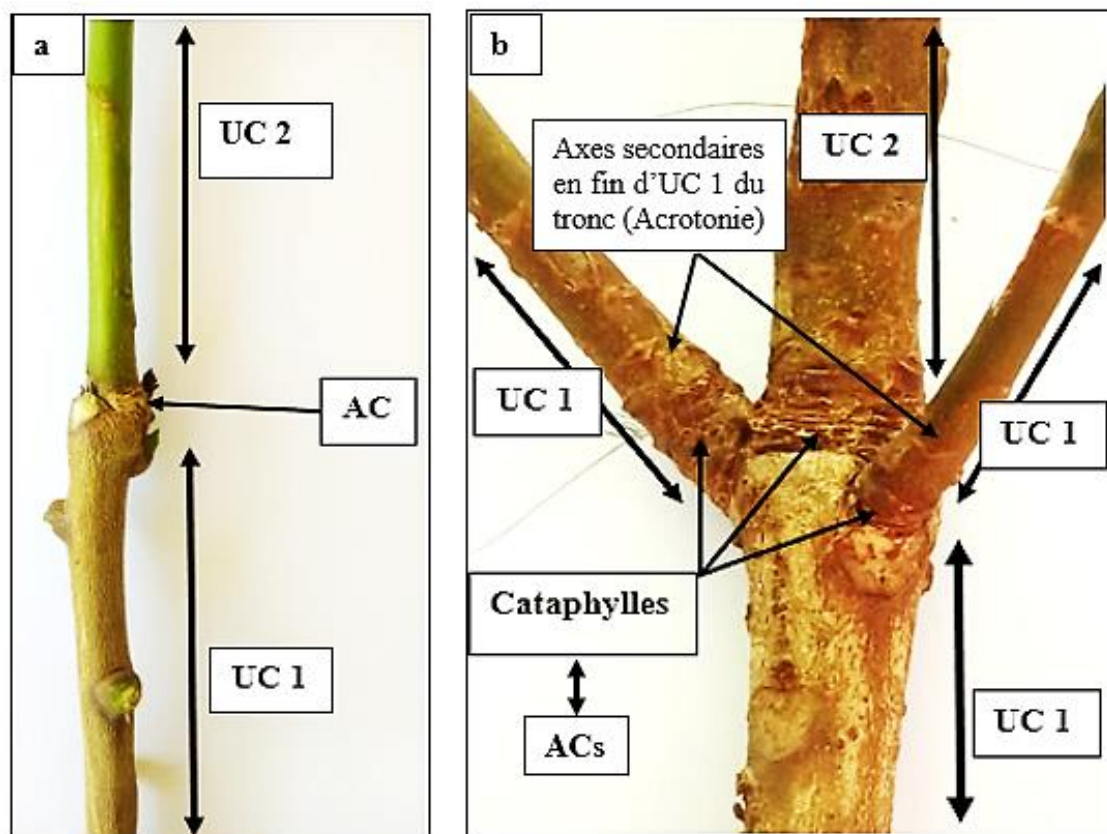 a
UC 2
AC
UC 1
b
Axes secondaires
en fin d'UC 1 du
tronc (Acrotonie)
UC 2
UC 1
UC 1
Cataphylles
ACs
UC 1